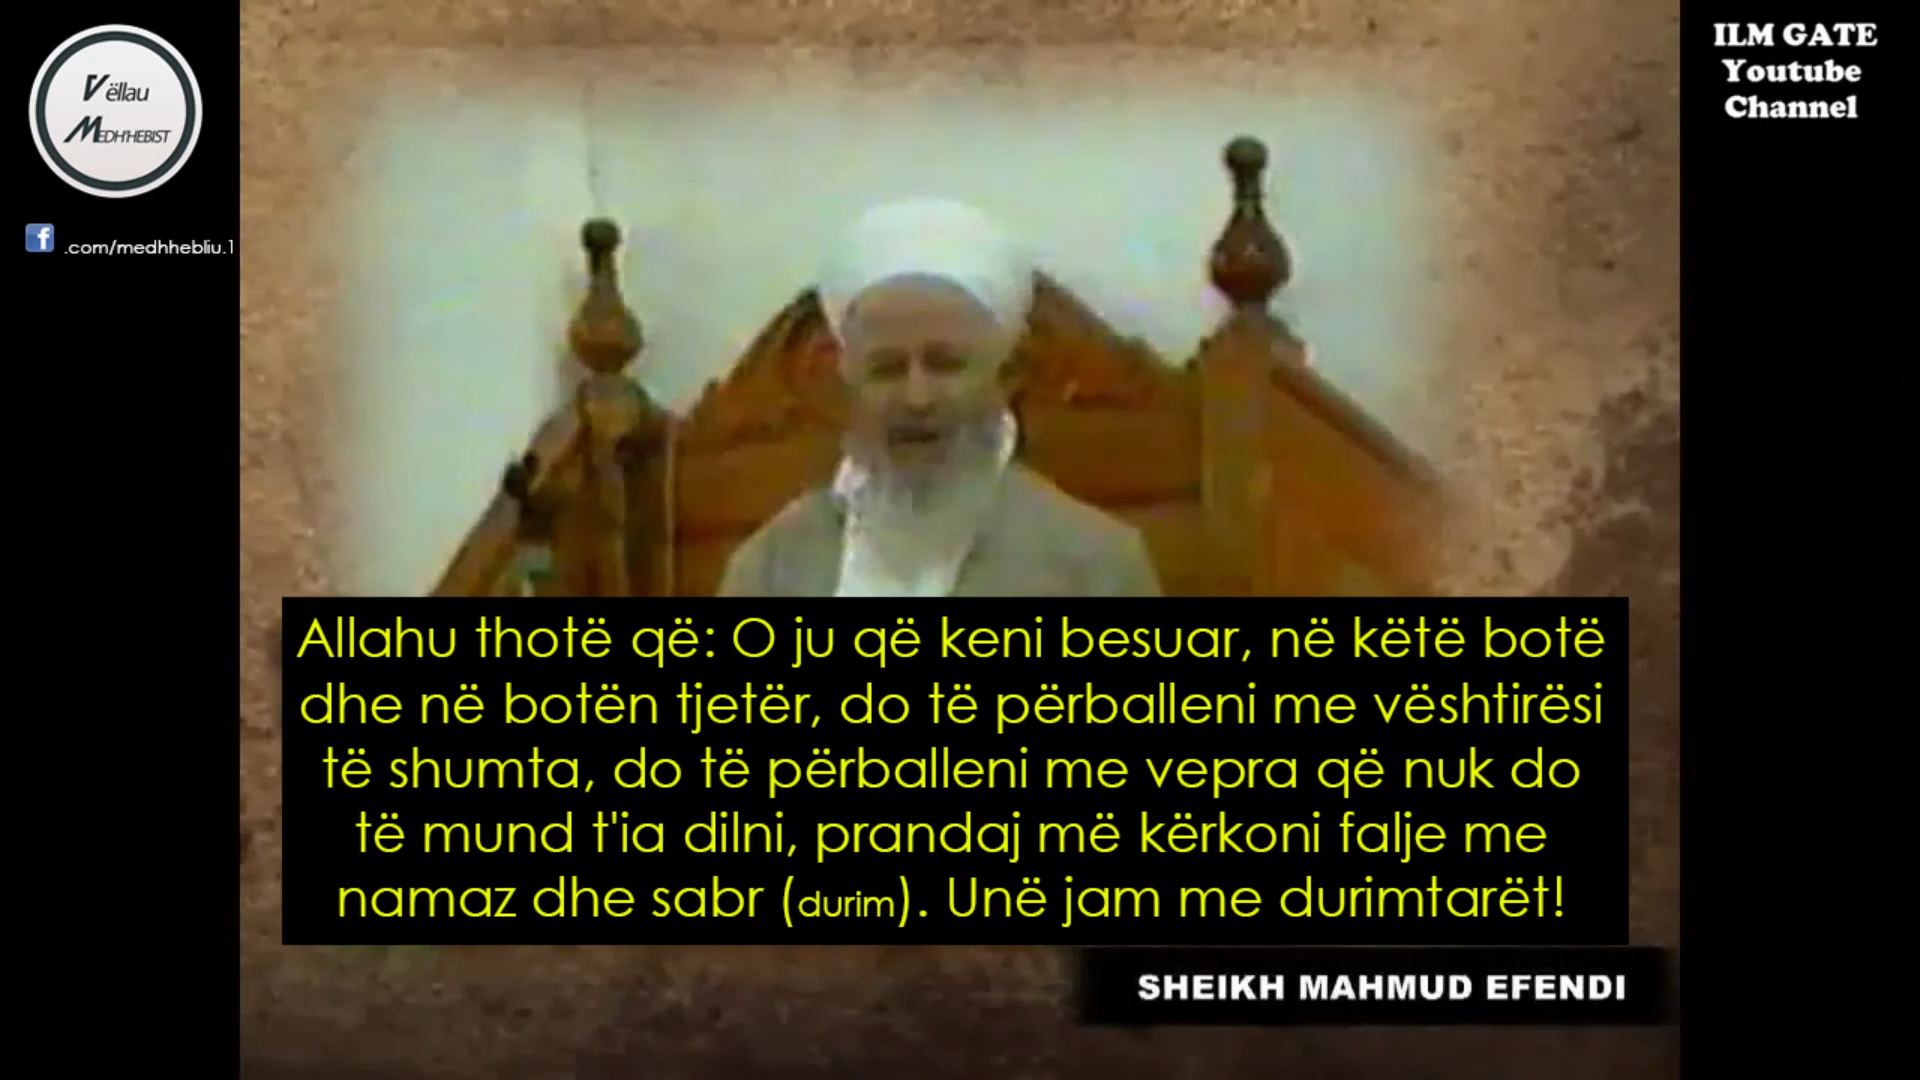 Vëllau
MEDH'HEBIST
.com/medhhebliu.1
ILM GATE
Youtube
Channel
Allahu thotë që: O ju që keni besuar, në këtë botë
dhe në botën tjetër, do të përballeni me vështirësi
të shumta, do të përballeni me vepra që nuk do
të mund t'ia dilni, prandaj më kërkoni falje me
namaz dhe sabr (durim). Unë jam me durimtarët!
SHEIKH MAHMUD EFENDI